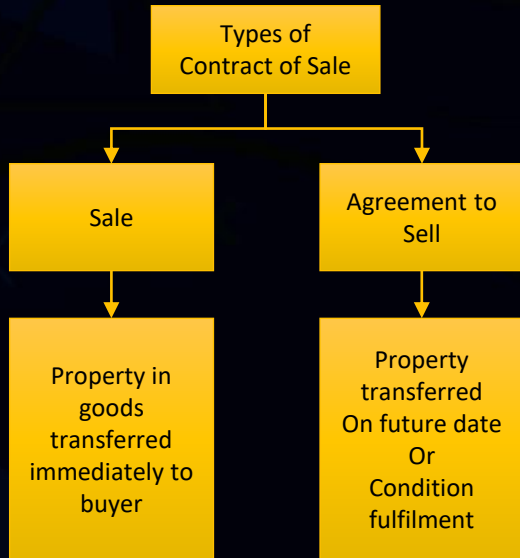 Types of
Contract of Sale
Sale
Agreement to
Sell
Property in
goods
transferred
immediately to
buyer
Property
transferred
On future date
Or
Condition
fulfilment